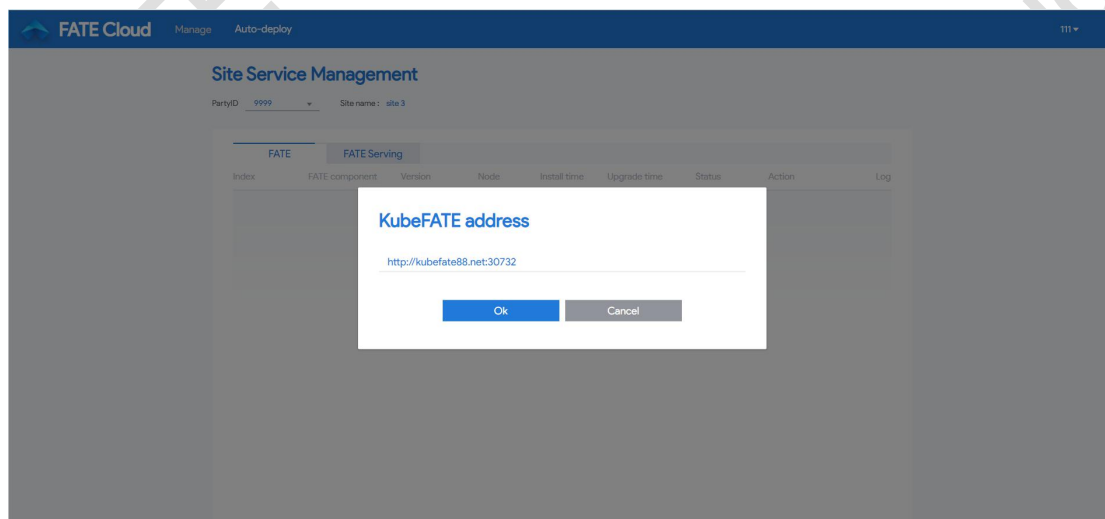 FATE Cloud Manage Auto-deploy 111
Site Service Management
PartyID 9999 Site name : site 3
FATE FATE Serving
Index FATE component Version Node Install time Upgrade time Status Action Log
KubeFATE address
http://kubefate88.net:30732
Ok Cancel